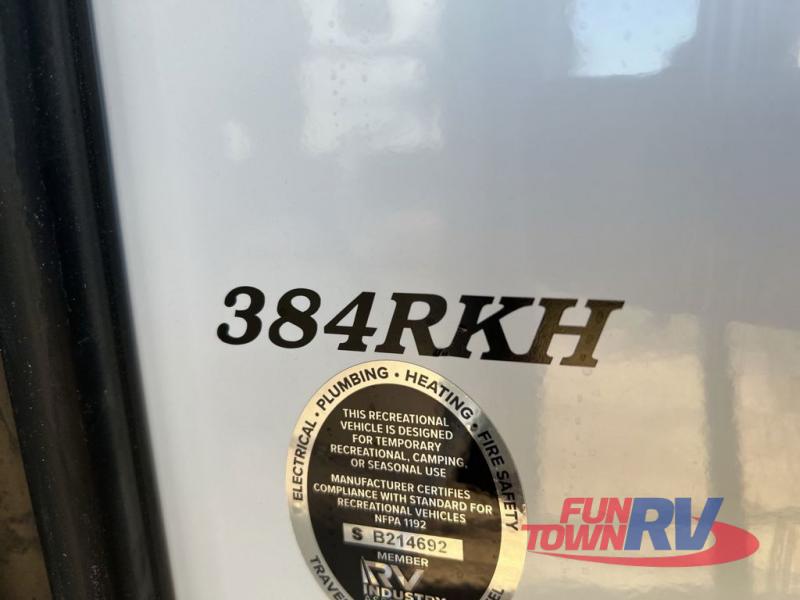 384RKH
ELECTRICAL • PLUMBING • HEATING • FIRE SAFETY
THIS RECREATIONAL
VEHICLE IS DESIGNED
FOR TEMPORARY
RECREATIONAL, CAMPING,
OR SEASONAL USE
MANUFACTURER CERTIFIES
COMPLIANCE WITH STANDARD FOR
RECREATIONAL VEHICLES
NFPA 1192
S B214692
MEMBER
RV
INDUSTRY
FUN
TOWN RV